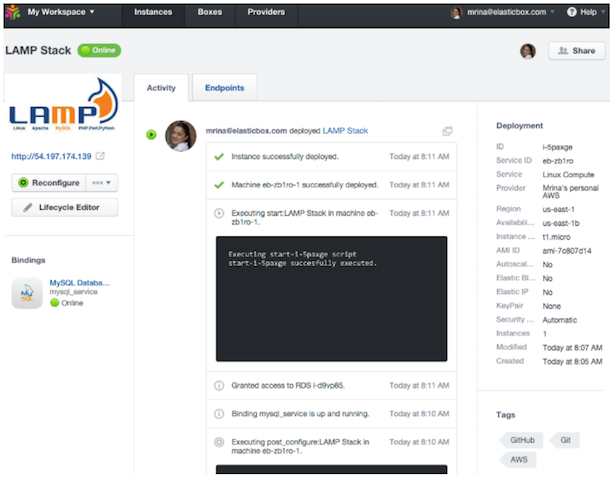 My Workspace
Instances
Boxes
Providers
mrina@elasticbox.com
Help
LAMP Stack
Online
Share
LAMP
Linux Apache MySQL PHP,Perl,Python
http://54.197.174.139
Reconfigure
Lifecycle Editor
Bindings
MySQL Databa...
mysql_service
Online
Activity
Endpoints
mrina@elasticbox.com deployed LAMP Stack
Instance successfully deployed. Today at 8:11 AM
Machine eb-zb1ro-1 successfully deployed. Today at 8:11 AM
Executing start:LAMP Stack in machine eb- Today at 8:11 AM
zb1ro-1.
Executing start-i-5paxge script
start-i-5paxge succesfully executed.
Granted access to RDS i-d9vp85. Today at 8:11 AM
Binding mysql_service is up and running. Today at 8:10 AM
Executing post_configure:LAMP Stack in Today at 8:10 AM
machine eb-zb1ro-1.
Deployment
ID i-5paxge
Service ID eb-zb1ro
Service Linux Compute
Provider Mrina's personal
AWS
Region us-east-1
Availabili... us-east-1b
Instance ... t1.micro
AMI ID ami-7c807d14
Autoscal... No
Elastic Bl... No
Elastic IP No
KeyPair None
Security ... Automatic
Instances 1
Modified Today at 8:07 AM
Created Today at 8:05 AM
Tags
GitHub
Git
AWS